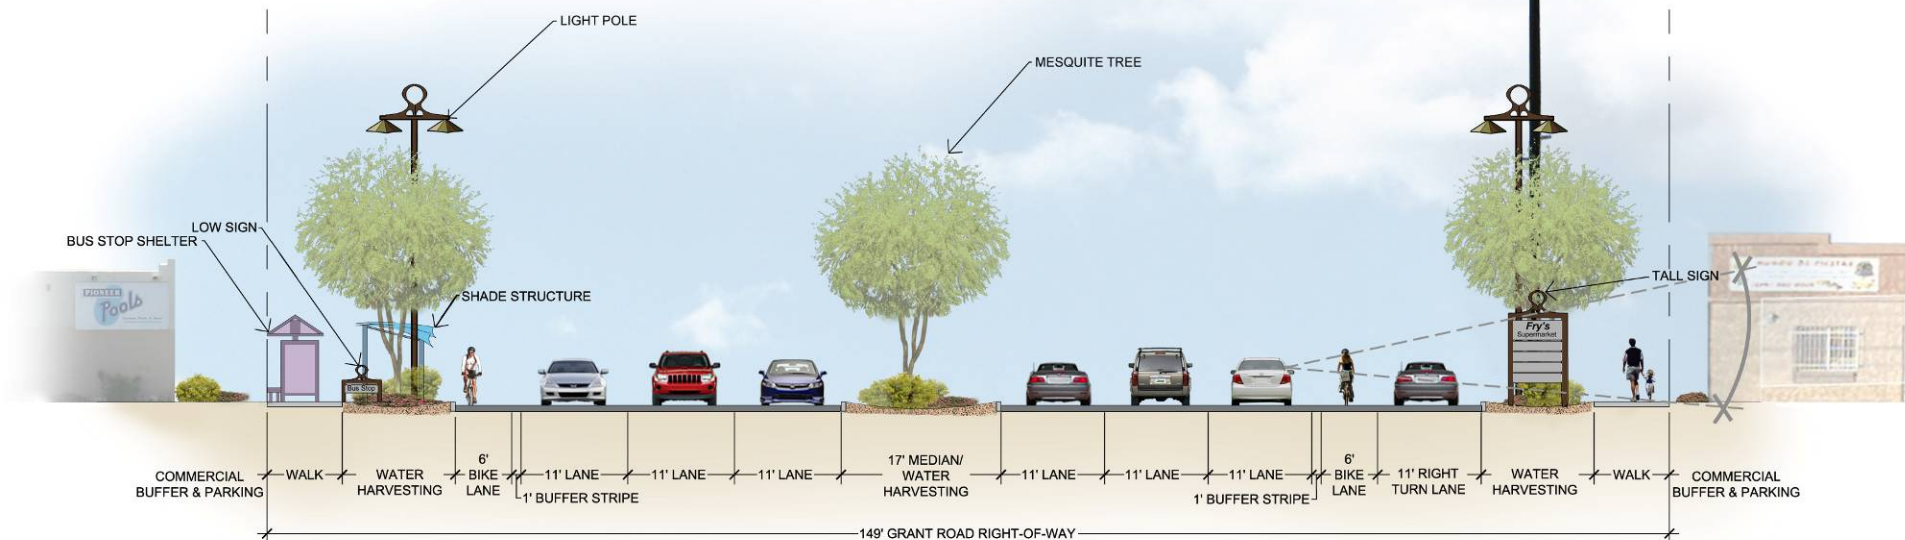 LIGHT POLE
MESQUITE TREE
LOW SIGN
BUS STOP SHELTER
SHADE STRUCTURE
TALL SIGN
PIONEER
Pools
Bus Stop
Fry's
Supermarket
COMMERCIAL
BUFFER & PARKING
WALK
WATER
HARVESTING
6'
BIKE
LANE
1' BUFFER STRIPE
11' LANE
11' LANE
11' LANE
17' MEDIAN/
WATER
HARVESTING
11' LANE
11' LANE
11' LANE
1' BUFFER STRIPE
6'
BIKE
LANE
11' RIGHT
TURN LANE
WATER
HARVESTING
WALK
COMMERCIAL
BUFFER & PARKING
149' GRANT ROAD RIGHT-OF-WAY